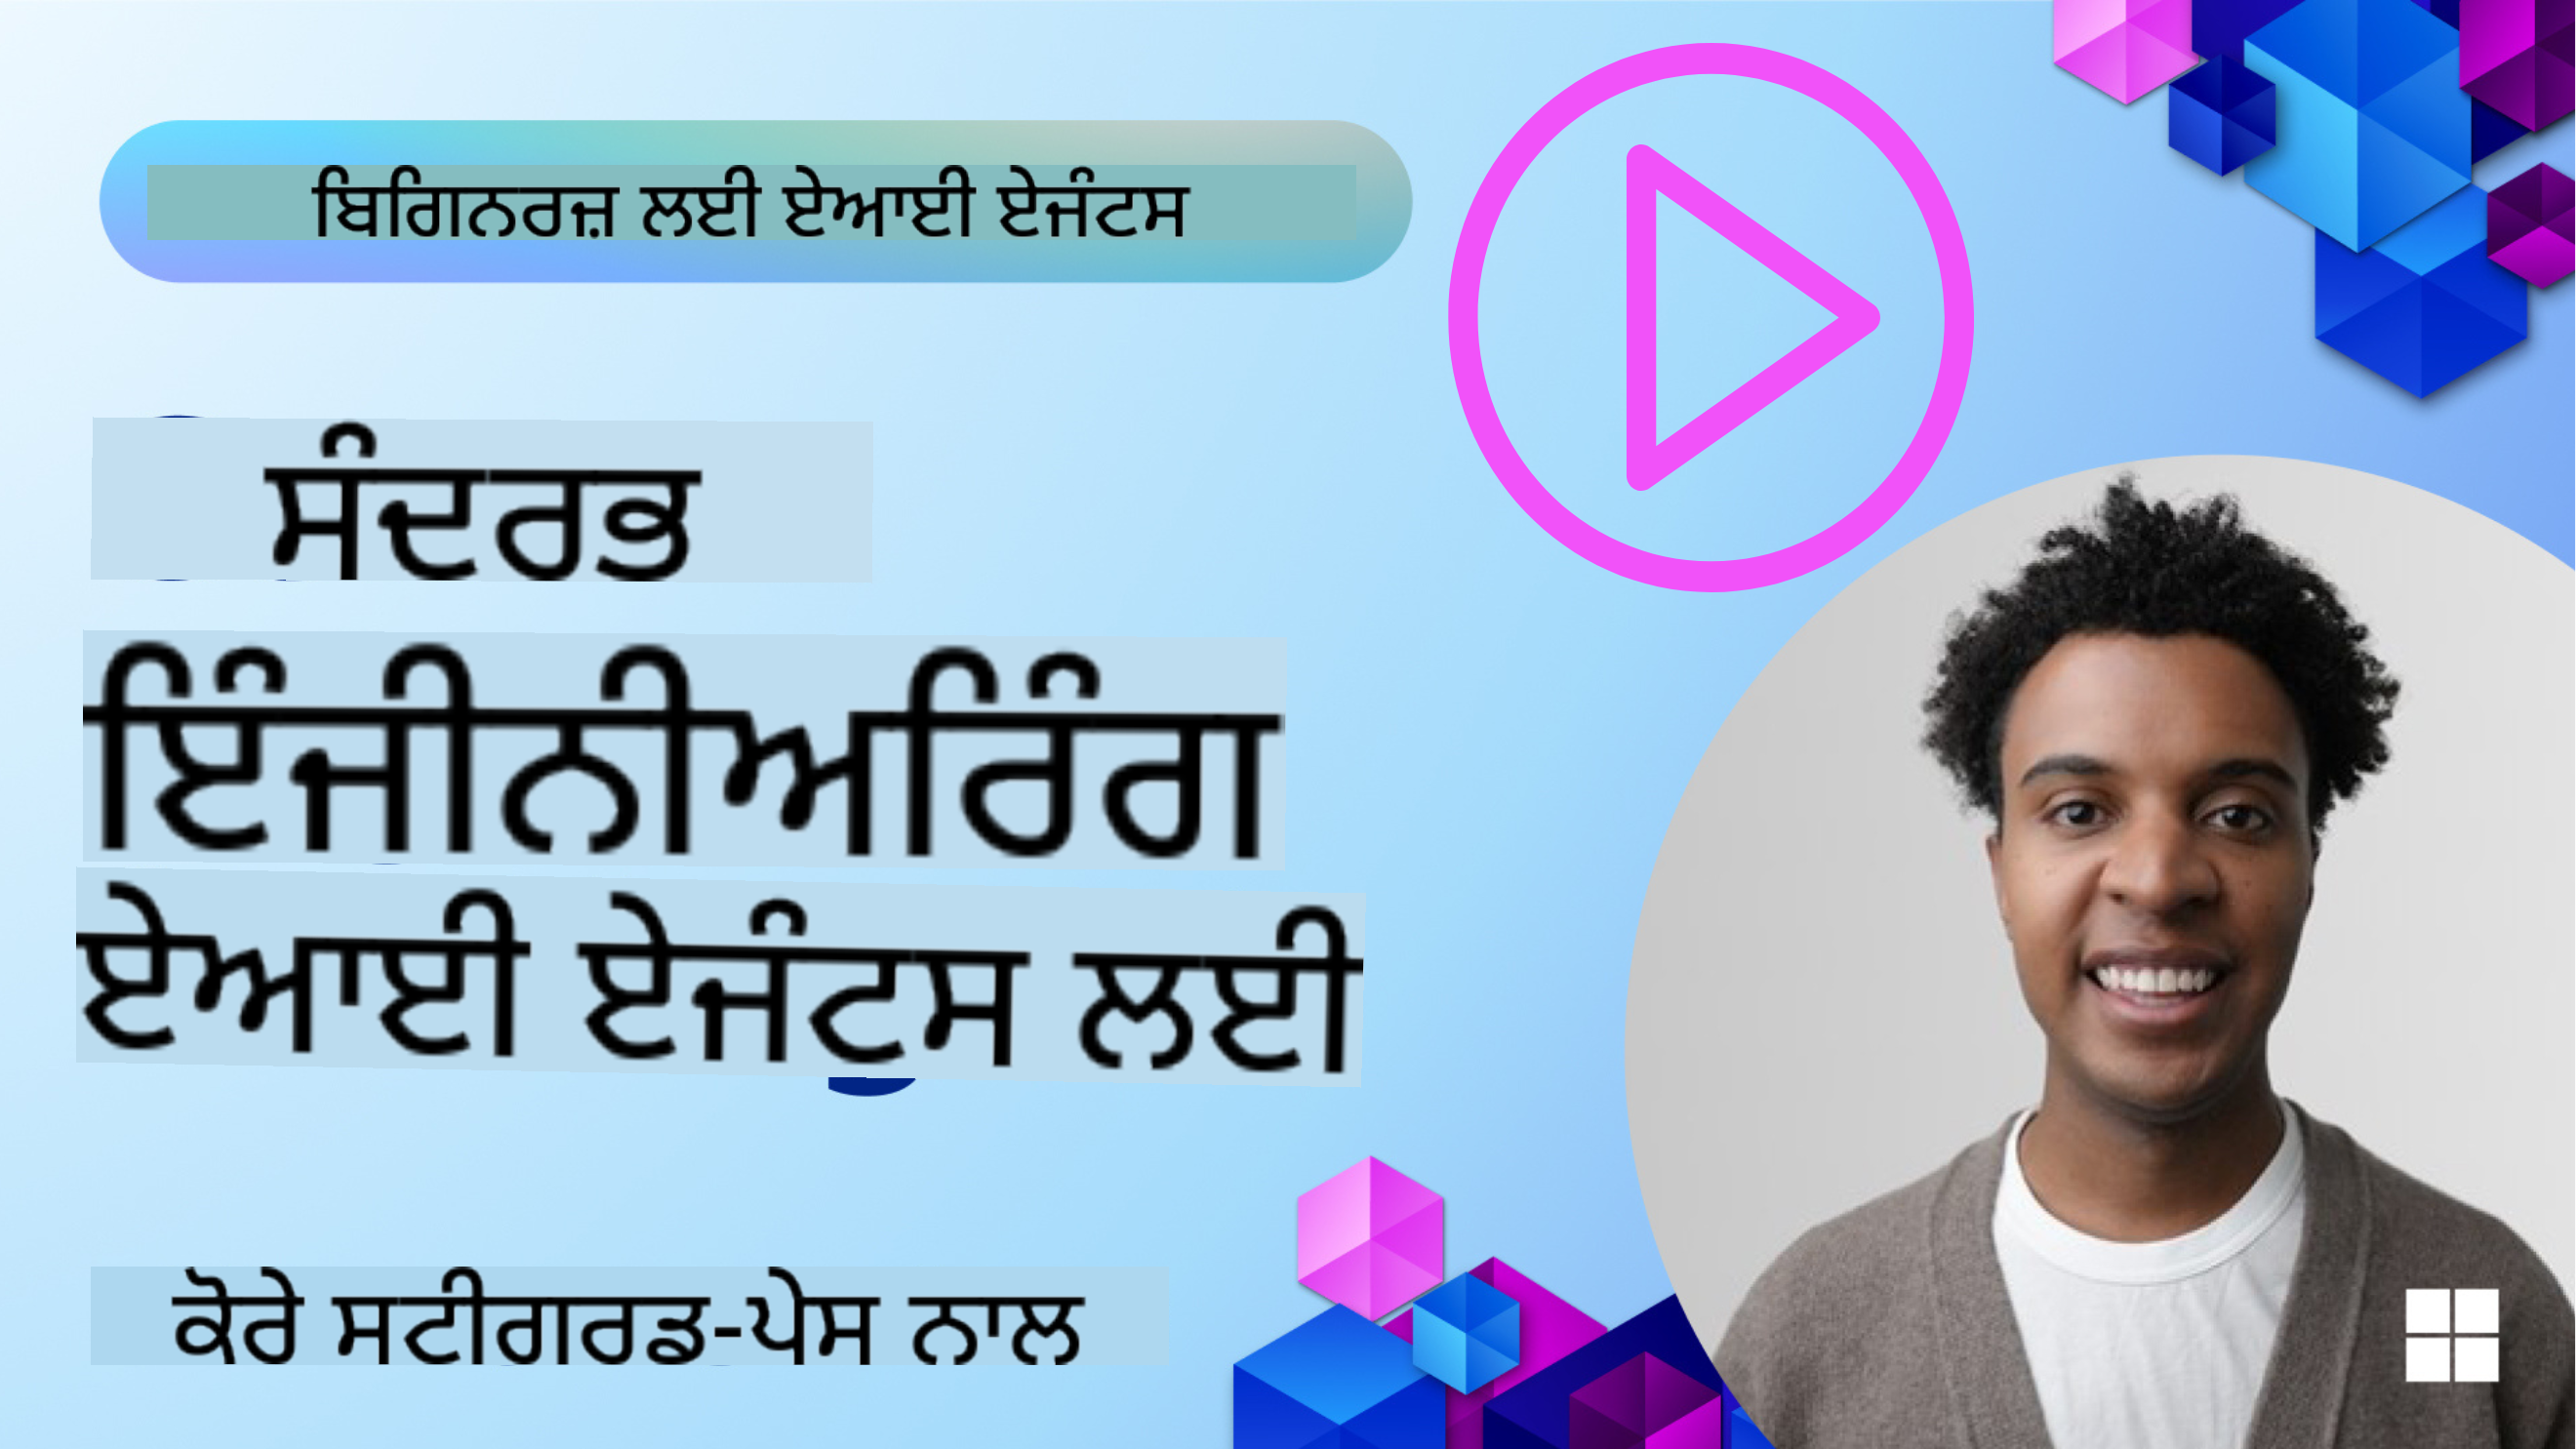 ਬਿਗਿਨਰਜ਼ ਲਈ ਏਆਈ ਏਜੰਟਸ
ਸੰਦਰਭ
ਇੰਜੀਨੀਅਰਿੰਗ
ਏਆਈ ਏਜੰਟਸ ਲਈ
ਕੋਰੇ ਸਟੀਗਰਡ-ਪੇਸ ਨਾਲ